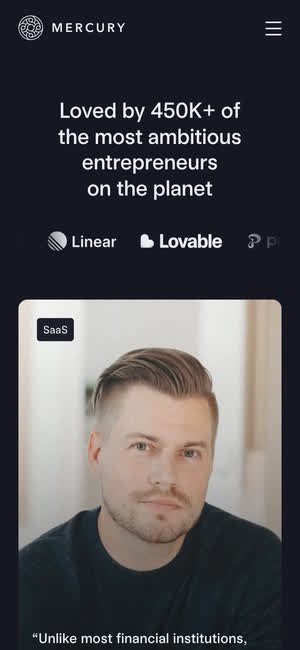 MERCURY
Loved by 450K+ of
the most ambitious
entrepreneurs
on the planet
Linear Lovable
SaaS
“Unlike most financial institutions,